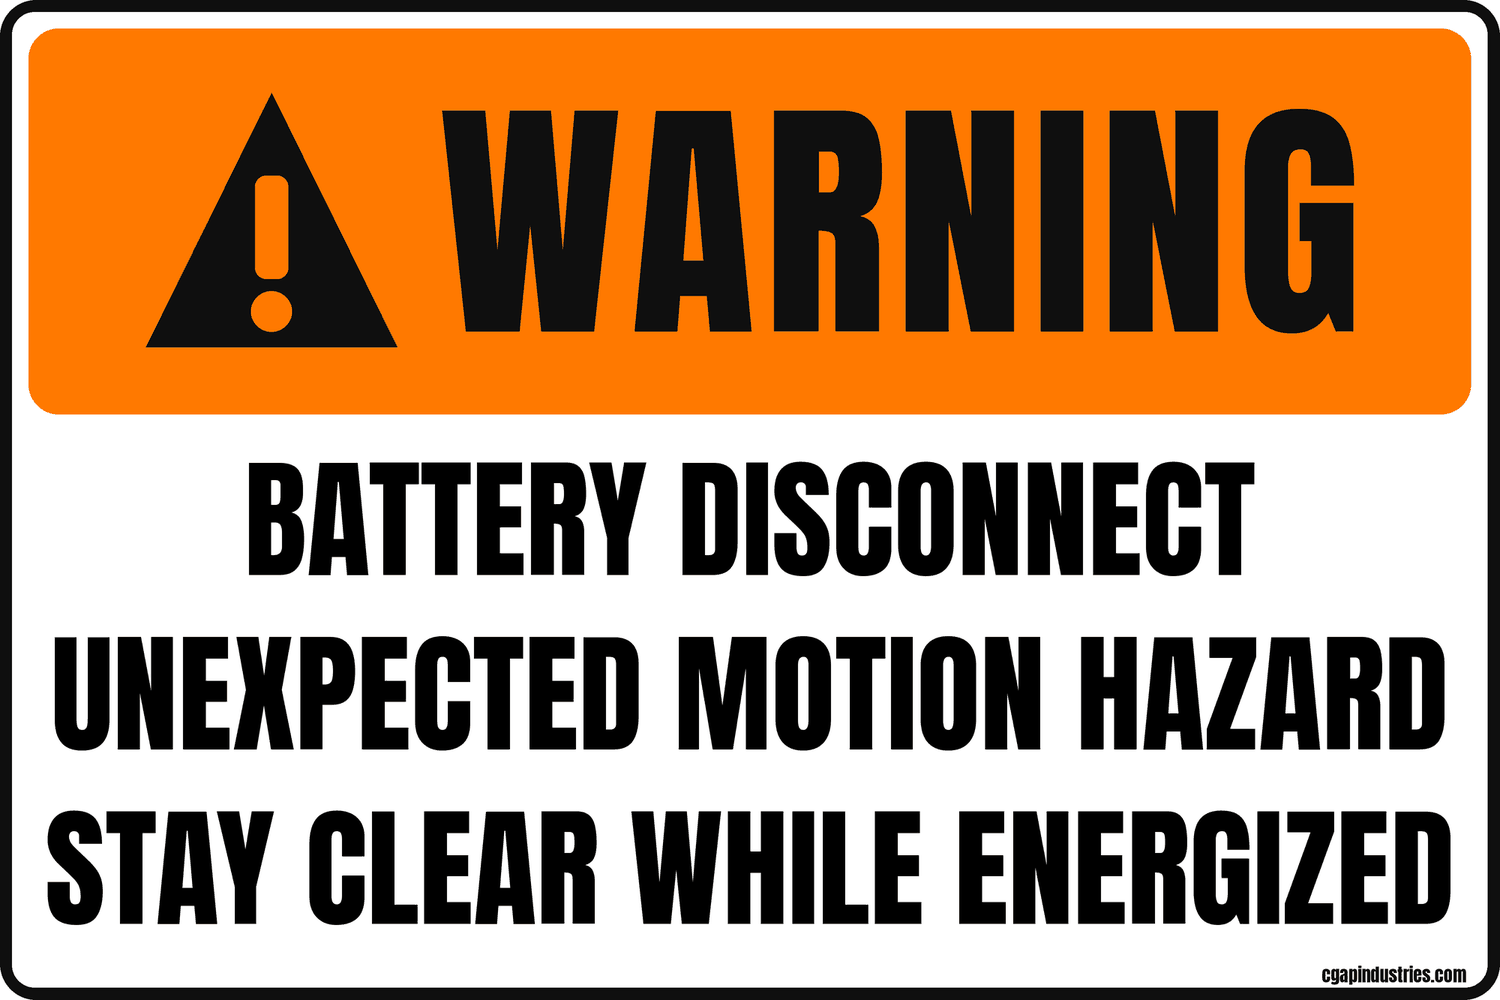 WARNING
BATTERY DISCONNECT
UNEXPECTED MOTION HAZARD
STAY CLEAR WHILE ENERGIZED
cgapindustries.com